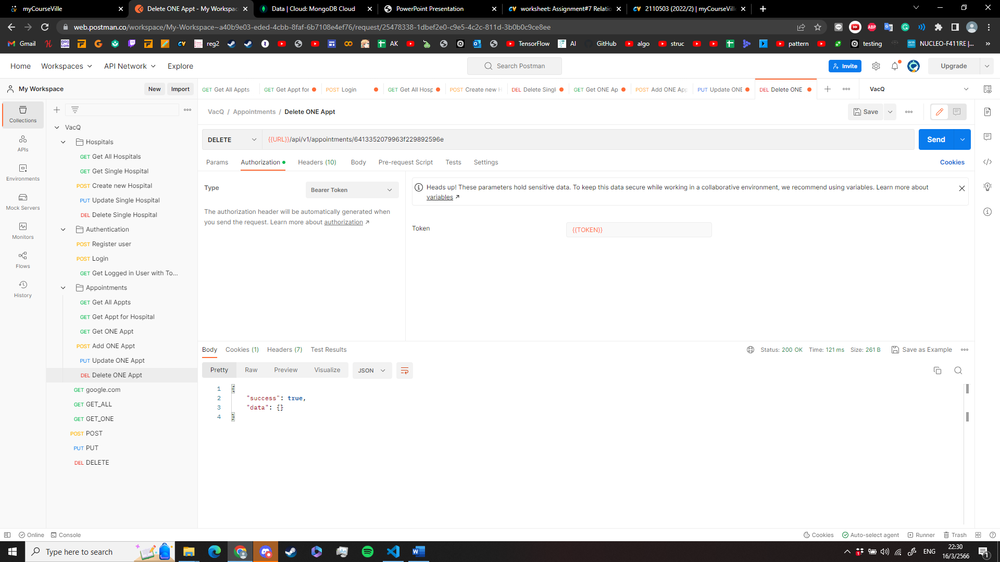 myCourseVille
Delete ONE Appt - My Workspac
Data | Cloud: MongoDB Cloud
PowerPoint Presentation
worksheet: Assignment#7 Relatio
2110503 (2022/2) | myCourseVille
web.postman.co/workspace/My-Workspace~a40b9e03-eded-4cbb-8faf-6b7108e4ef76/request/25478338-1dbef2e0-c9e5-4c2c-811d-3b0b0c9ce8ee
Gmail reg2 AK TensorFlow AI GitHub algo struc pattern testing NUCLEO-F411RE |...
Home Workspaces API Network Explore
Search Postman
Invite
Upgrade
My Workspace
New Import
GET Get All Appts
GET Get Appt for
POST Login
GET Get All Hosp
POST Create new H
DEL Delete Singl
GET Get ONE Ap
POST Add ONE App
PUT Update ONE
DEL Delete ONE
VacQ
Collections
APIs
Environments
Mock Servers
Monitors
Flows
History
VacQ
Hospitals
GET Get All Hospitals
GET Get Single Hospital
POST Create new Hospital
PUT Update Single Hospital
DEL Delete Single Hospital
Authentication
POST Register user
POST Login
GET Get Logged in User with To...
Appointments
GET Get All Appts
GET Get Appt for Hospital
GET Get ONE Appt
POST Add ONE Appt
PUT Update ONE Appt
DEL Delete ONE Appt
GET google.com
GET GET_ALL
GET GET_ONE
POST POST
PUT PUT
DEL DELETE
VacQ / Appointments / Delete ONE Appt
Save
DELETE
{{URL}}/api/v1/appointments/6413352079963f229892596e
Send
Params Authorization Headers (10) Body Pre-request Script Tests Settings
Cookies
Type
Bearer Token
The authorization header will be automatically generated when
you send the request. Learn more about authorization ↗
Heads up! These parameters hold sensitive data. To keep this data secure while working in a collaborative environment, we recommend using variables. Learn more about
variables ↗
Token
{{TOKEN}}
Body Cookies (1) Headers (7) Test Results
Status: 200 OK Time: 121 ms Size: 261 B
Save as Example
Pretty Raw Preview Visualize JSON
1 {
2 "success": true,
3 "data": {}
4 }
Online Console
Cookies Auto-select agent Runner Trash
Type here to search
ENG
22:30
16/3/2566
1